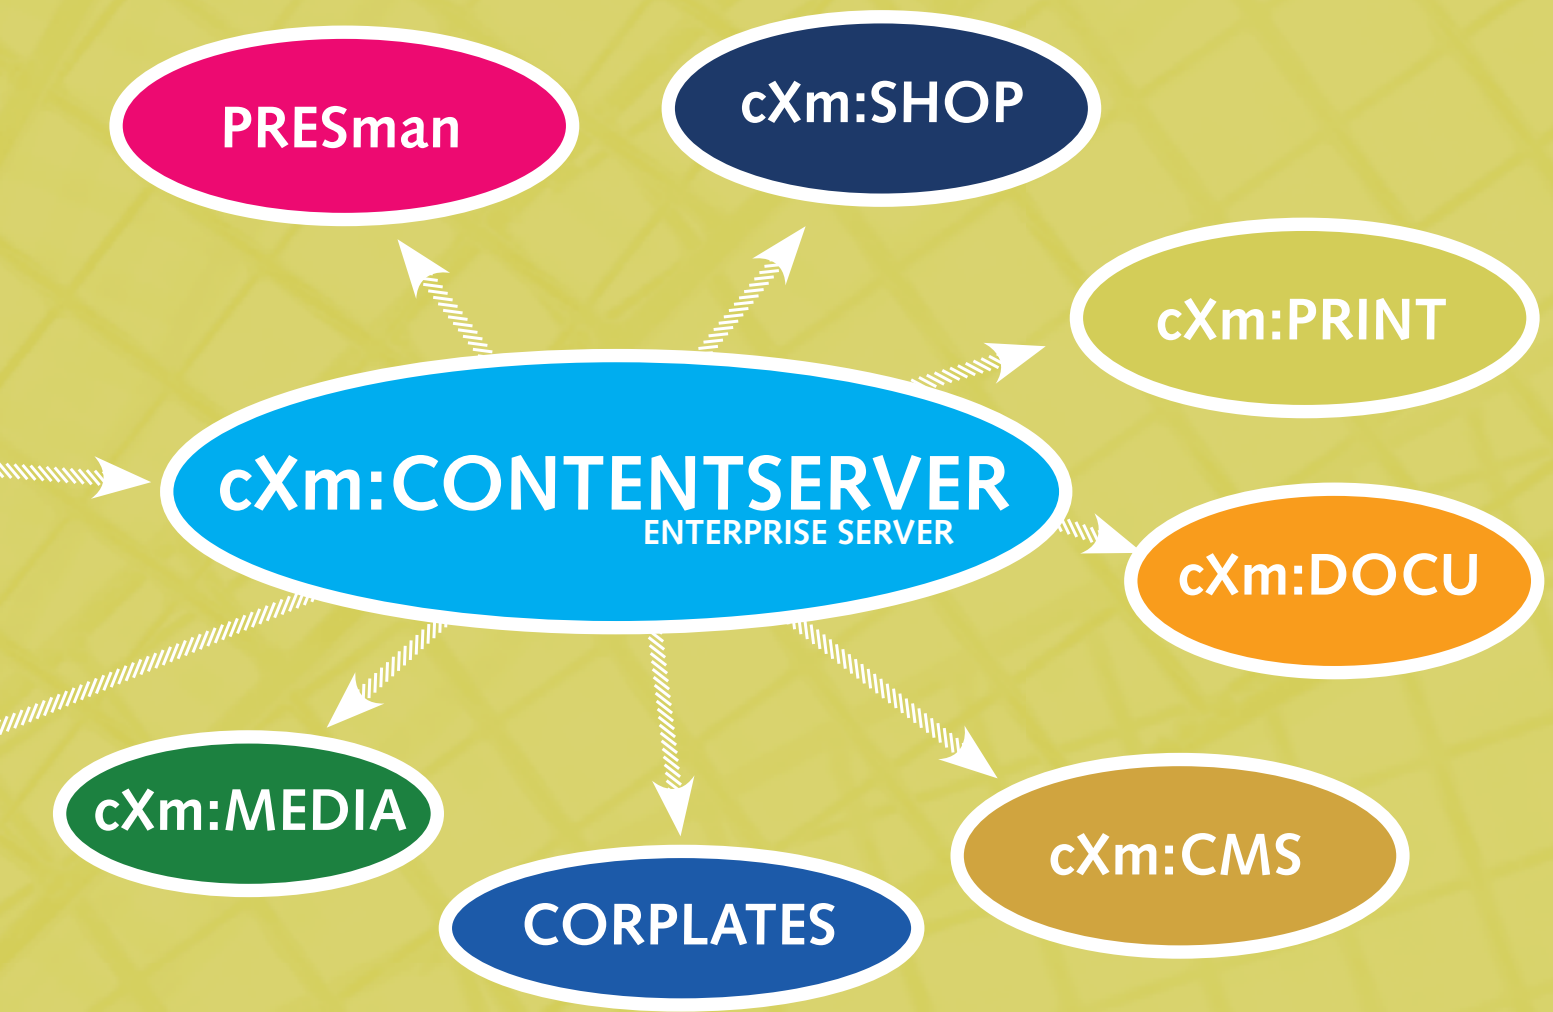 PRESman
cXm:SHOP
cXm:PRINT
cXm:CONTENTSERVER
ENTERPRISE SERVER
cXm:DOCU
cXm:MEDIA
cXm:CMS
CORPLATES